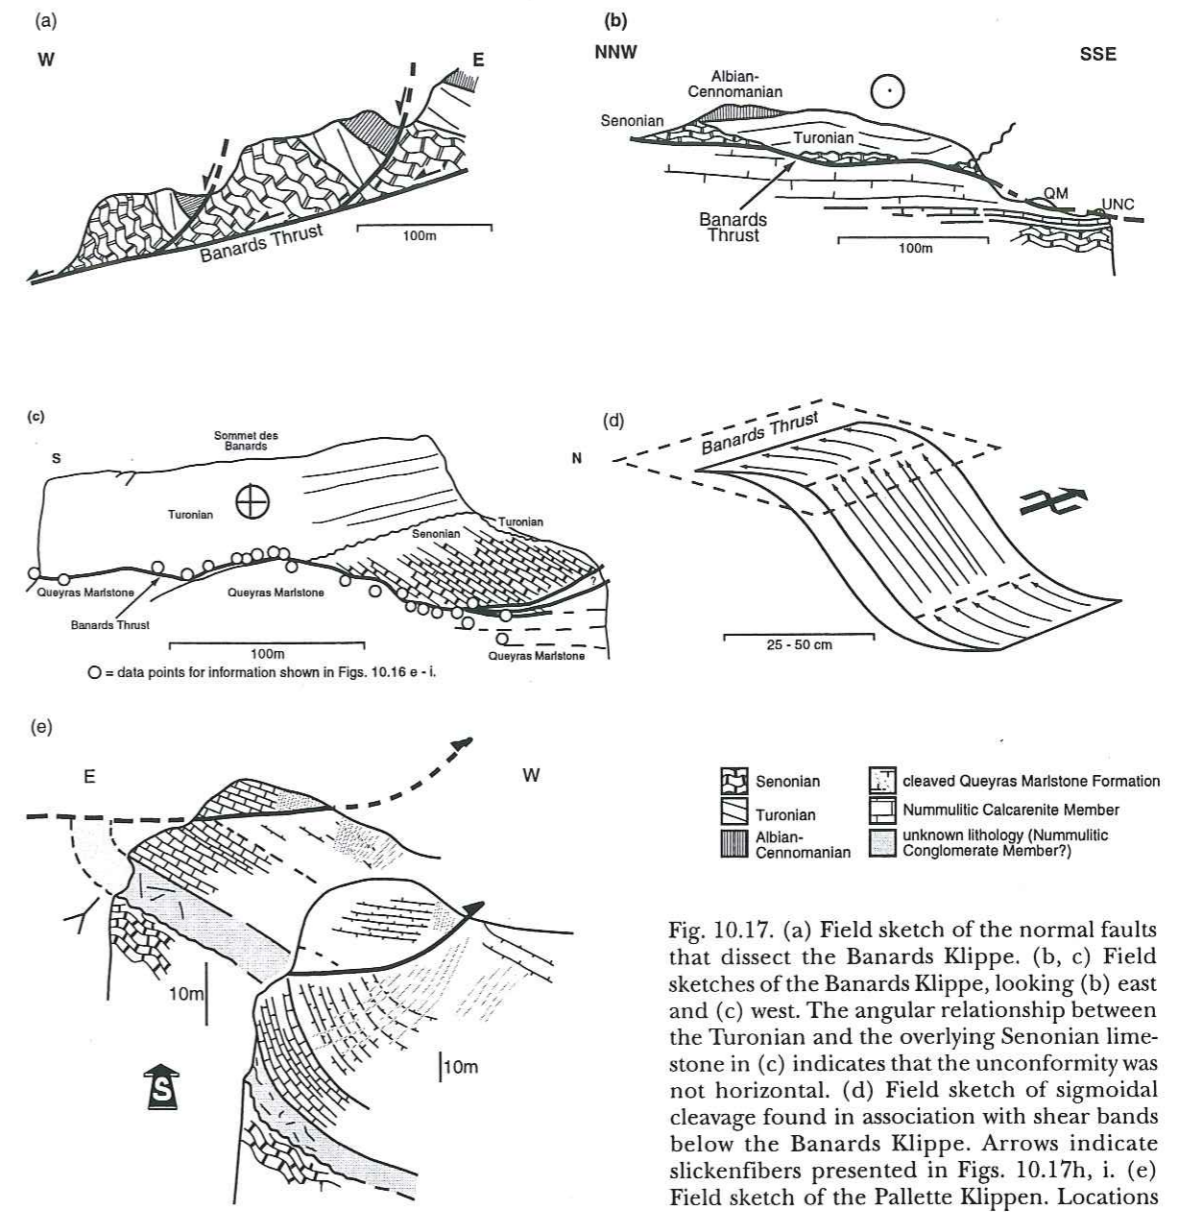 (a)
W
E
Banards Thrust
100m
(b)
NNW
SSE
Albian-
Cennomanian
Senonian
Turonian
QM
UNC
Banards
Thrust
100m
(c)
S
Sommet des
Banards
N
Turonian
Turonian
Senonian
?
Queyras Marlstone
Queyras Marlstone
Banards Thrust
100m
Queyras Marlstone
= data points for information shown in Figs. 10.16 e - i.
(d)
Banards Thrust
25 - 50 cm
(e)
E
W
10m
10m
S
Senonian
Turonian
Albian-
Cennomanian
cleaved Queyras Marlstone Formation
Nummulitic Calcarenite Member
unknown lithology (Nummulitic
Conglomerate Member?)
Fig. 10.17. (a) Field sketch of the normal faults
that dissect the Banards Klippe. (b, c) Field
sketches of the Banards Klippe, looking (b) east
and (c) west. The angular relationship between
the Turonian and the overlying Senonian lime-
stone in (c) indicates that the unconformity was
not horizontal. (d) Field sketch of sigmoidal
cleavage found in association with shear bands
below the Banards Klippe. Arrows indicate
slickenfibers presented in Figs. 10.17h, i. (e)
Field sketch of the Pallette Klippen. Locations